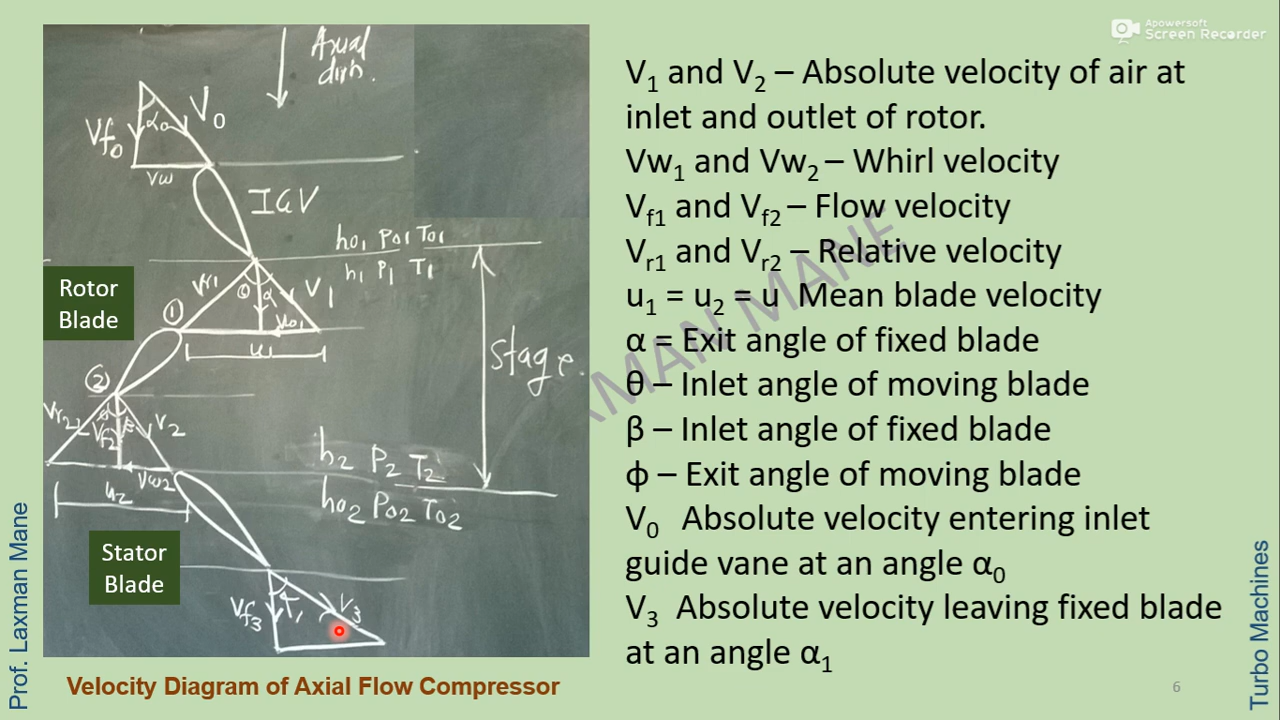 Apowersoft
Screen Recorder
Axial
dirn.
V0
α0
Vf0
Vw
IGV
h01 P01 T01
h1 P1 T1
Rotor
Blade
Vr1
θ
α
V1
①
Vw1
u1
Stage.
②
Vr2
Vf2
β
V2
Vw2
u2
h2 P2 T2
h02 P02 T02
Stator
Blade
Vf3
V3
Velocity Diagram of Axial Flow Compressor
V1 and V2 – Absolute velocity of air at
inlet and outlet of rotor.
Vw1 and Vw2 – Whirl velocity
Vf1 and Vf2 – Flow velocity
Vr1 and Vr2 – Relative velocity
u1 = u2 = u Mean blade velocity
α = Exit angle of fixed blade
θ – Inlet angle of moving blade
β – Inlet angle of fixed blade
ϕ – Exit angle of moving blade
V0 Absolute velocity entering inlet
guide vane at an angle α0
V3 Absolute velocity leaving fixed blade
at an angle α1
XMAN MANE
Prof. Laxman Mane
Turbo Machines
6